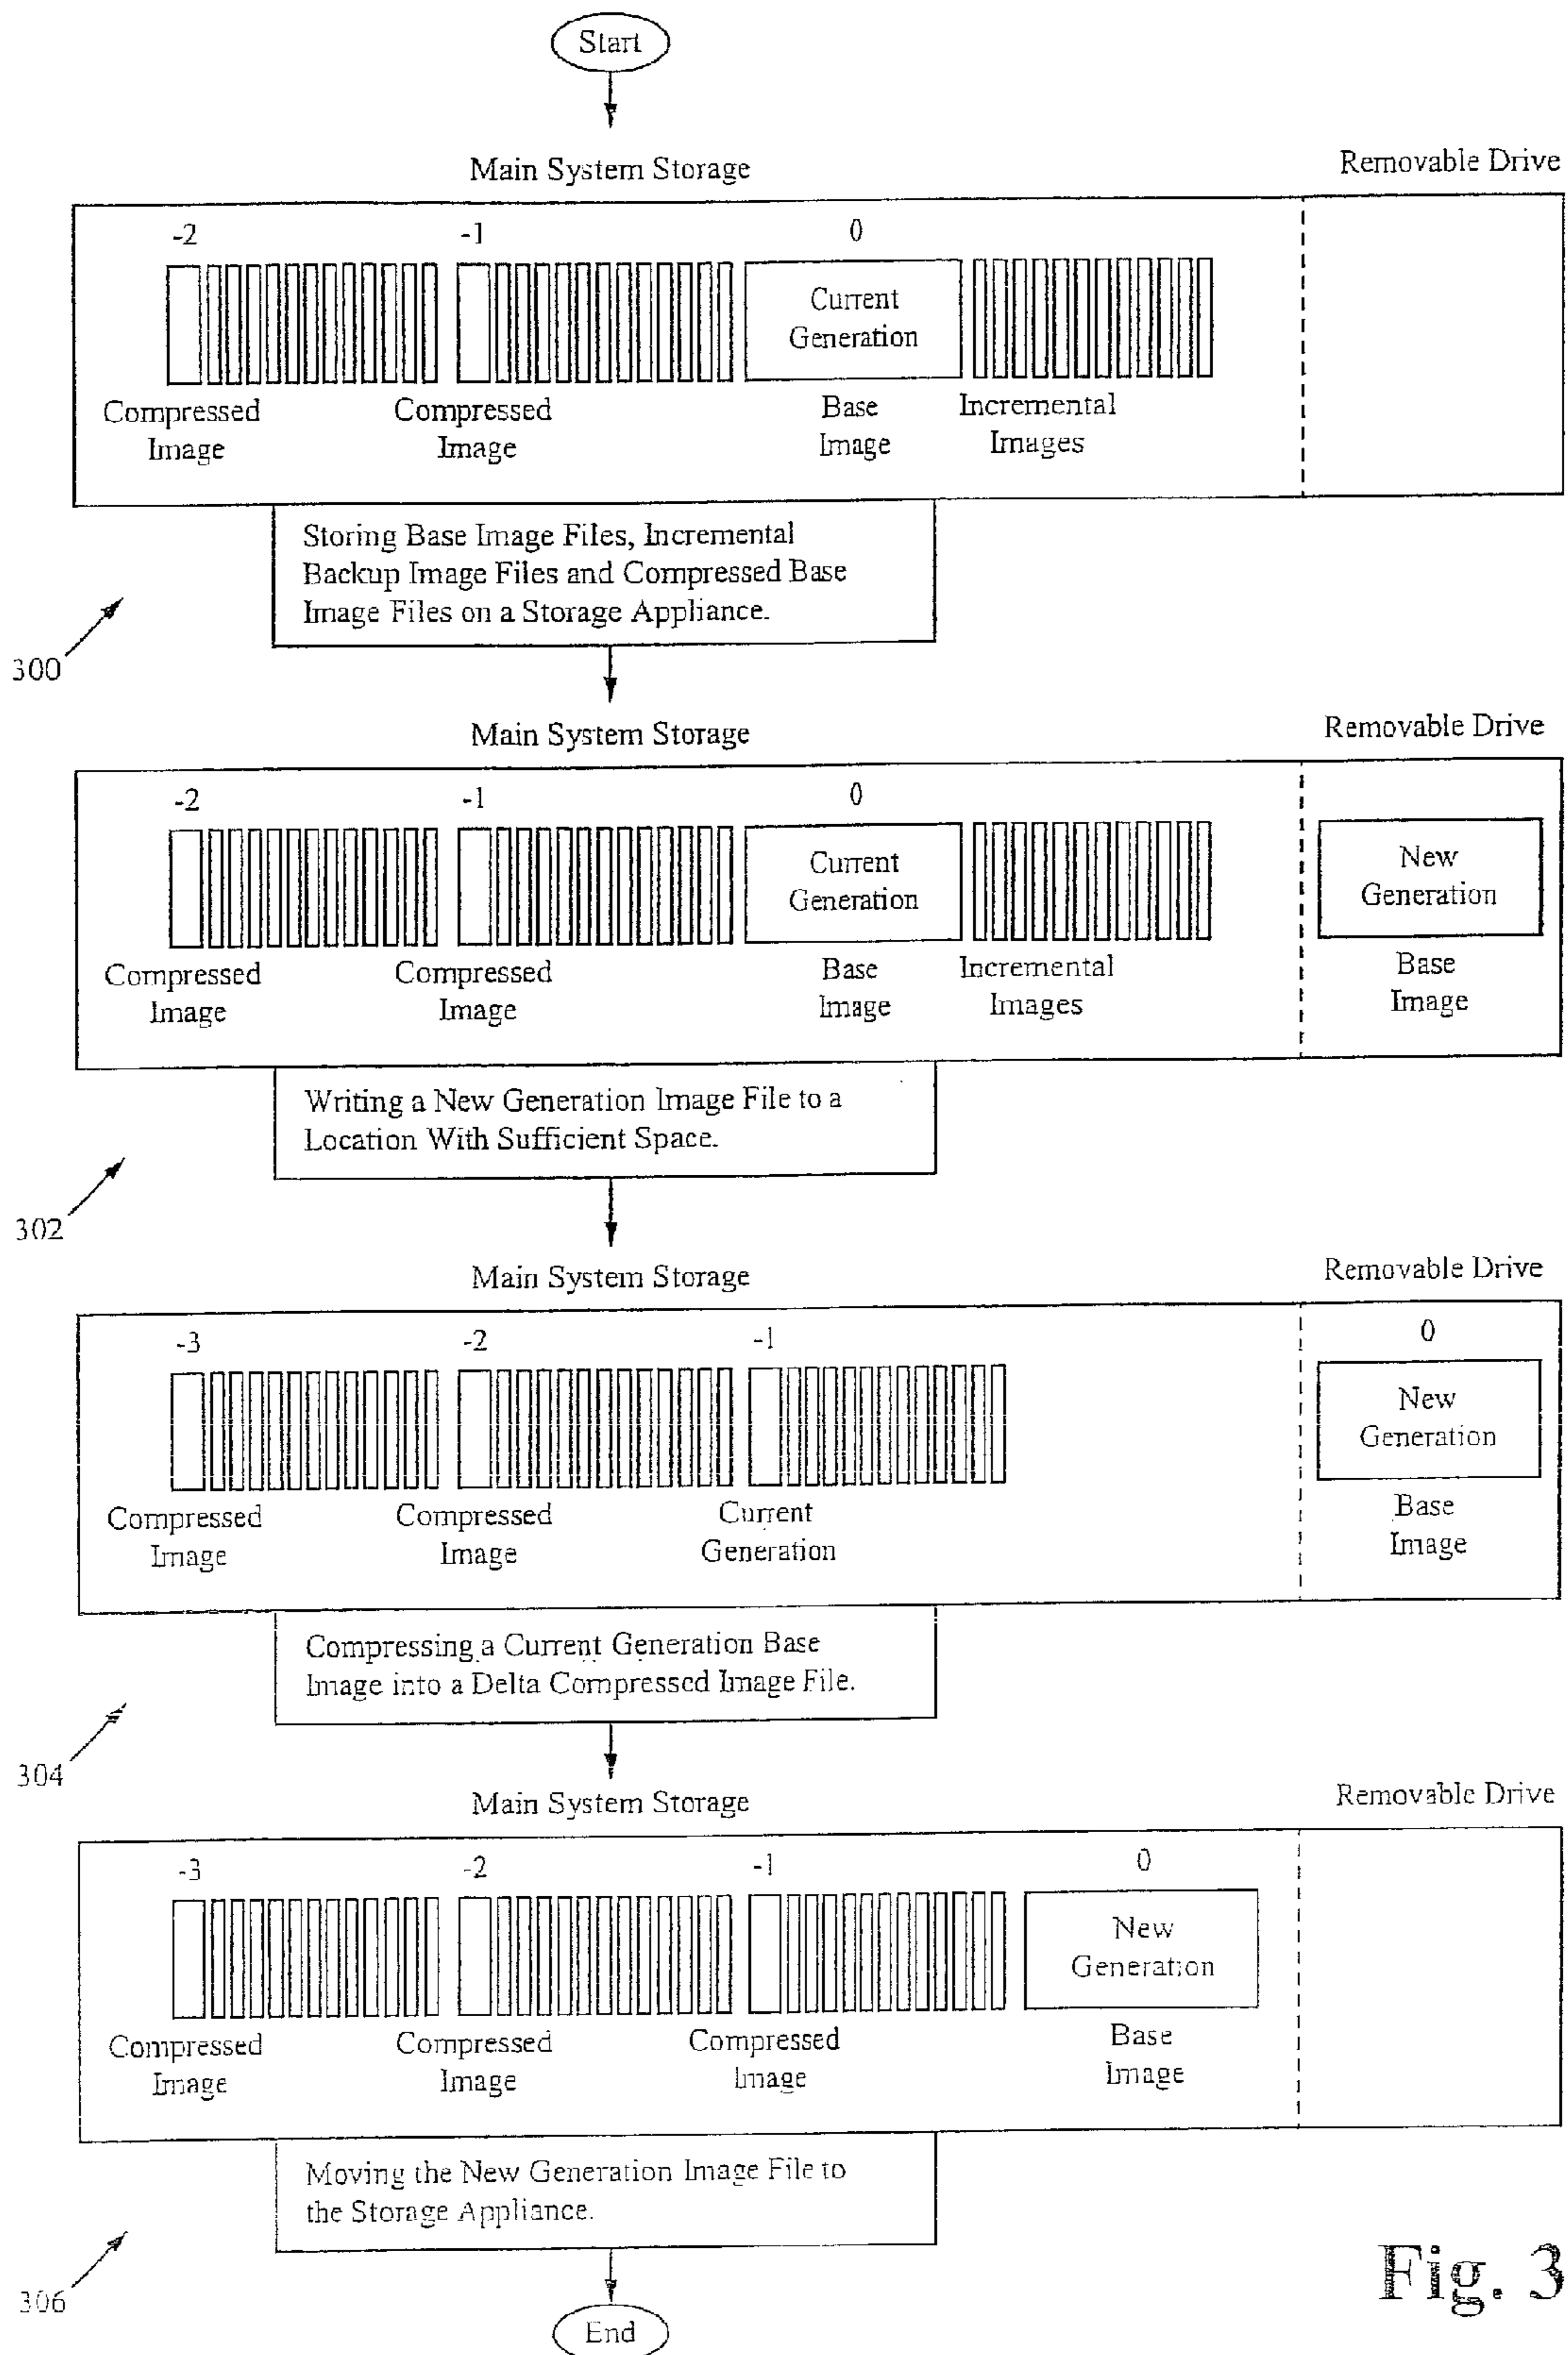 Start
Main System Storage
Removable Drive
-2
-1
0
Current
Generation
Compressed
Image
Compressed
Image
Base
Image
Incremental
Images
Storing Base Image Files, Incremental
Backup Image Files and Compressed Base
Image Files on a Storage Appliance.
300
Main System Storage
Removable Drive
-2
-1
0
Current
Generation
New
Generation
Compressed
Image
Compressed
Image
Base
Image
Incremental
Images
Base
Image
Writing a New Generation Image File to a
Location With Sufficient Space.
302
Main System Storage
Removable Drive
-3
-2
-1
0
New
Generation
Compressed
Image
Compressed
Image
Current
Generation
Base
Image
Compressing a Current Generation Base
Image into a Delta Compressed Image File.
304
Main System Storage
Removable Drive
-3
-2
-1
0
New
Generation
Compressed
Image
Compressed
Image
Compressed
Image
Base
Image
Moving the New Generation Image File to
the Storage Appliance.
306
End
Fig. 3